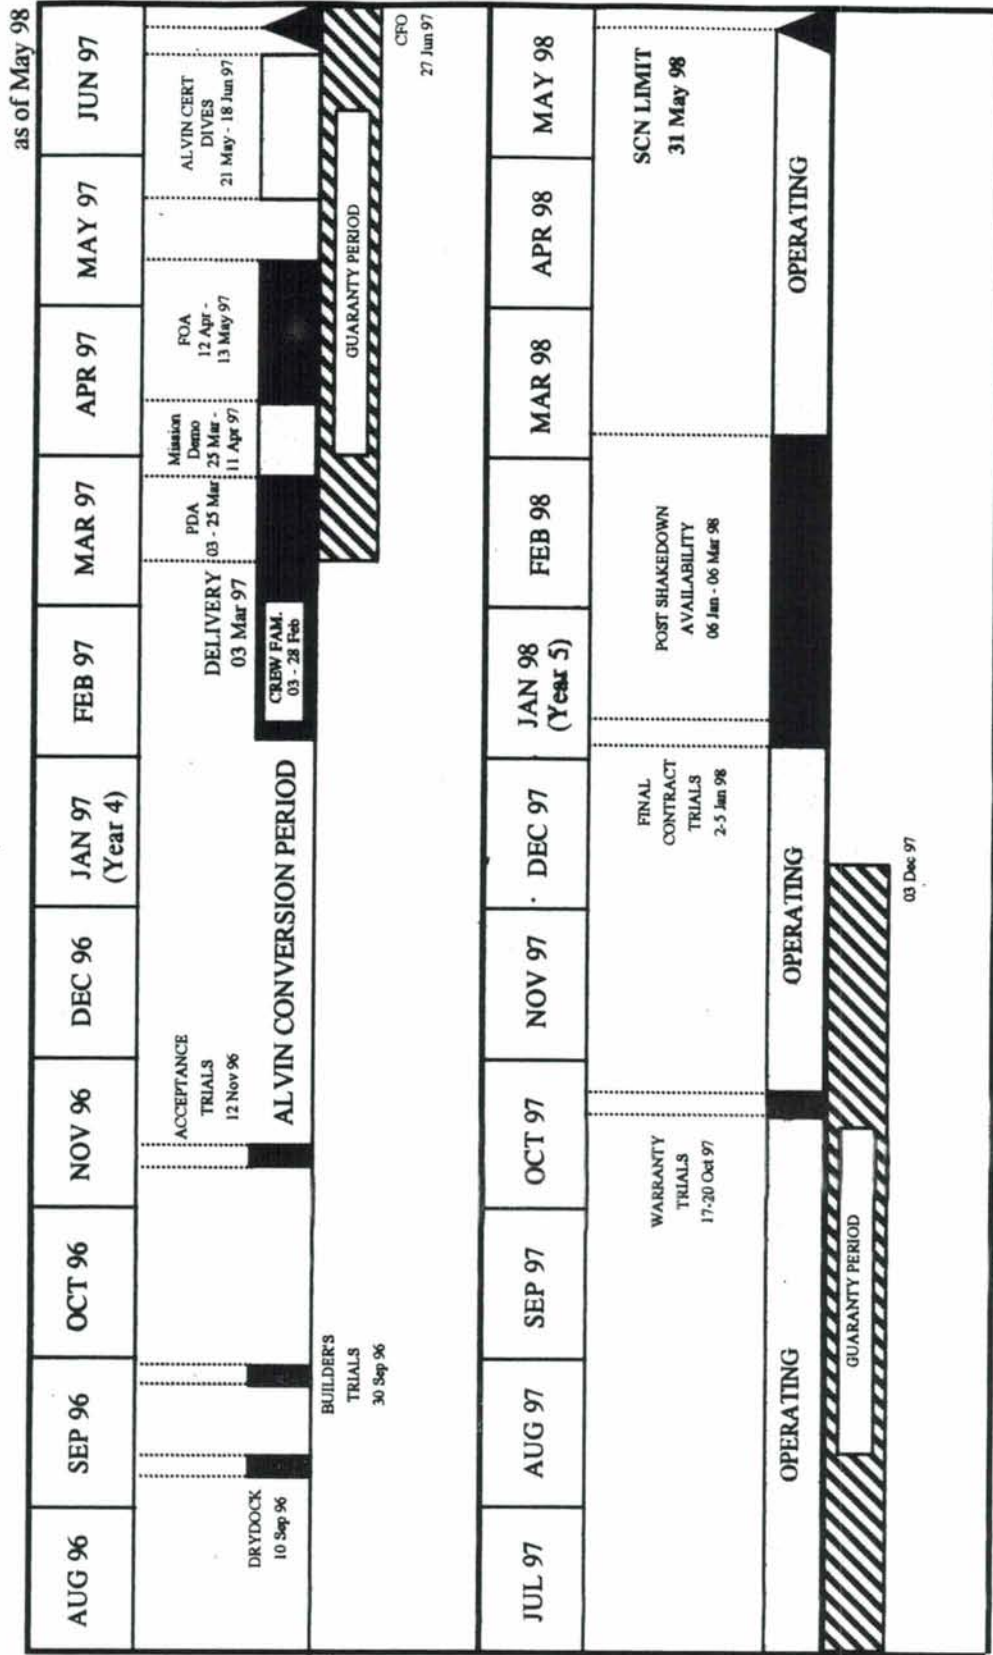 as of May 98
AUG 96
SEP 96
OCT 96
NOV 96
DEC 96
JAN 97
(Year 4)
FEB 97
MAR 97
APR 97
MAY 97
JUN 97
DRYDOCK
10 Sep 96
BUILDER'S
TRIALS
30 Sep 96
ACCEPTANCE
TRIALS
12 Nov 96
ALVIN CONVERSION PERIOD
DELIVERY
03 Mar 97
CREW FAM.
03 - 28 Feb
PDA
03 - 25 Mar
Mission
Demo
25 Mar -
11 Apr 97
FOA
12 Apr -
13 May 97
ALVIN CERT
DIVES
21 May - 18 Jun 97
GUARANTY PERIOD
CFO
27 Jun 97
JUL 97
AUG 97
SEP 97
OCT 97
NOV 97
DEC 97
JAN 98
(Year 5)
FEB 98
MAR 98
APR 98
MAY 98
WARRANTY
TRIALS
17-20 Oct 97
FINAL
CONTRACT
TRIALS
2-5 Jan 98
POST SHAKEDOWN
AVAILABILITY
06 Jan - 06 Mar 98
SCN LIMIT
31 May 98
OPERATING
OPERATING
OPERATING
GUARANTY PERIOD
03 Dec 97